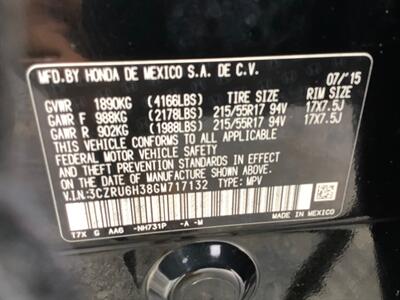 MFD. BY HONDA DE MEXICO S.A. DE C.V. 07/'15
GVWR 1890KG (4166LBS) TIRE SIZE RIM SIZE
GAWR F 988KG (2178LBS) 215/55R17 94V 17X7.5J
GAWR R 902KG (1988LBS) 215/55R17 94V 17X7.5J
THIS VEHICLE CONFORMS TO ALL APPLICABLE
FEDERAL MOTOR VEHICLE SAFETY
AND THEFT PREVENTION STANDARDS IN EFFECT
ON THE DATE OF MANUFACTURE SHOWN ABOVE.
V.I.N: 3CZRU6H38GM717132 TYPE: MPV
T7X G AA6 -NH731P -A -M
MADE IN MEXICO